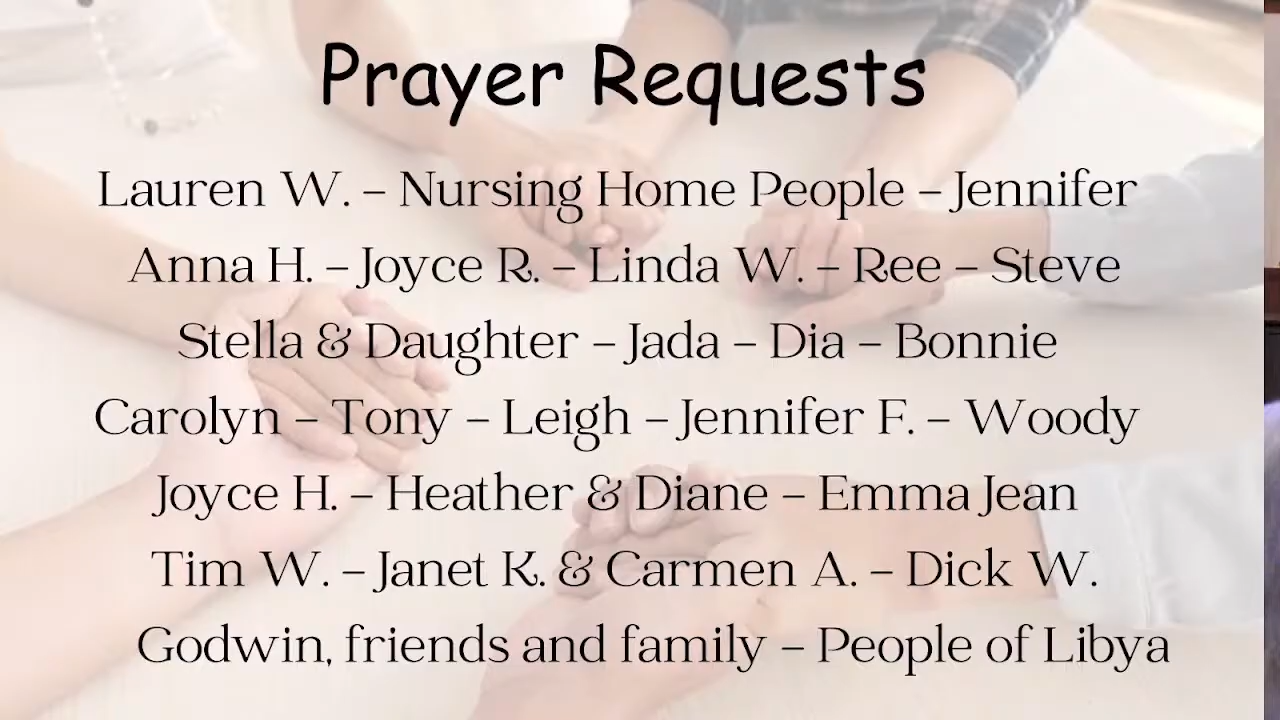 Prayer Requests
Lauren W. – Nursing Home People – Jennifer
Anna H. – Joyce R. – Linda W. – Ree – Steve
Stella & Daughter – Jada – Dia – Bonnie
Carolyn – Tony – Leigh – Jennifer F. – Woody
Joyce H. – Heather & Diane – Emma Jean
Tim W. – Janet K. & Carmen A. – Dick W.
Godwin, friends and family – People of Libya